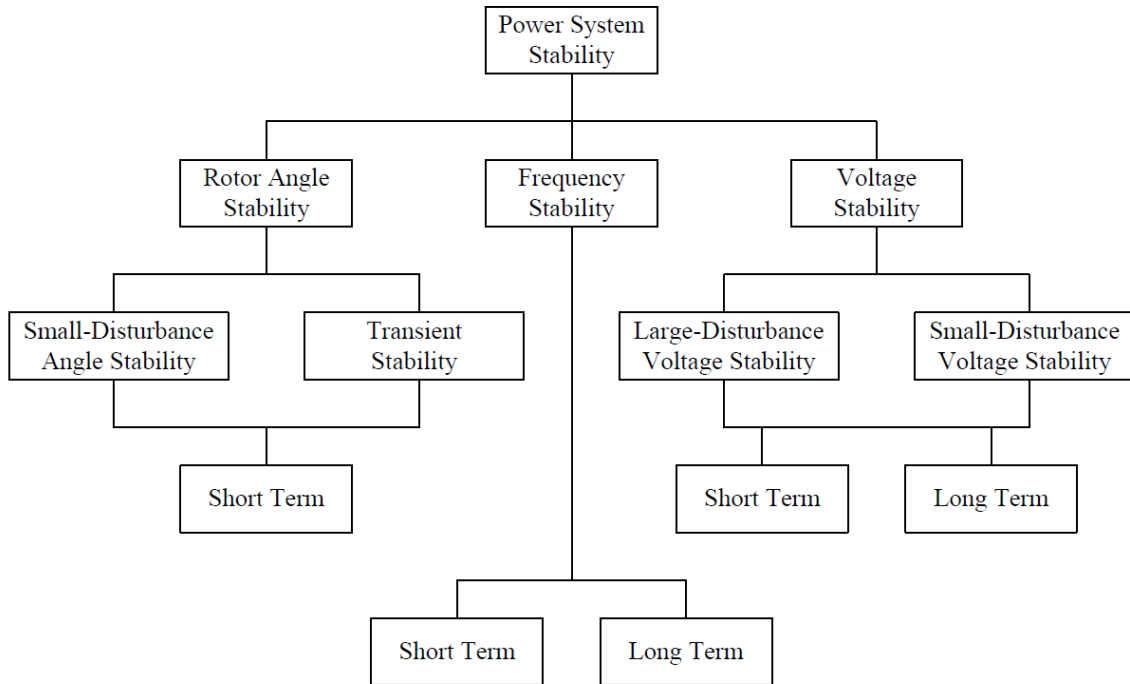 Power System
Stability
Rotor Angle
Stability
Frequency
Stability
Voltage
Stability
Small-Disturbance
Angle Stability
Transient
Stability
Large-Disturbance
Voltage Stability
Small-Disturbance
Voltage Stability
Short Term
Short Term
Long Term
Short Term
Long Term